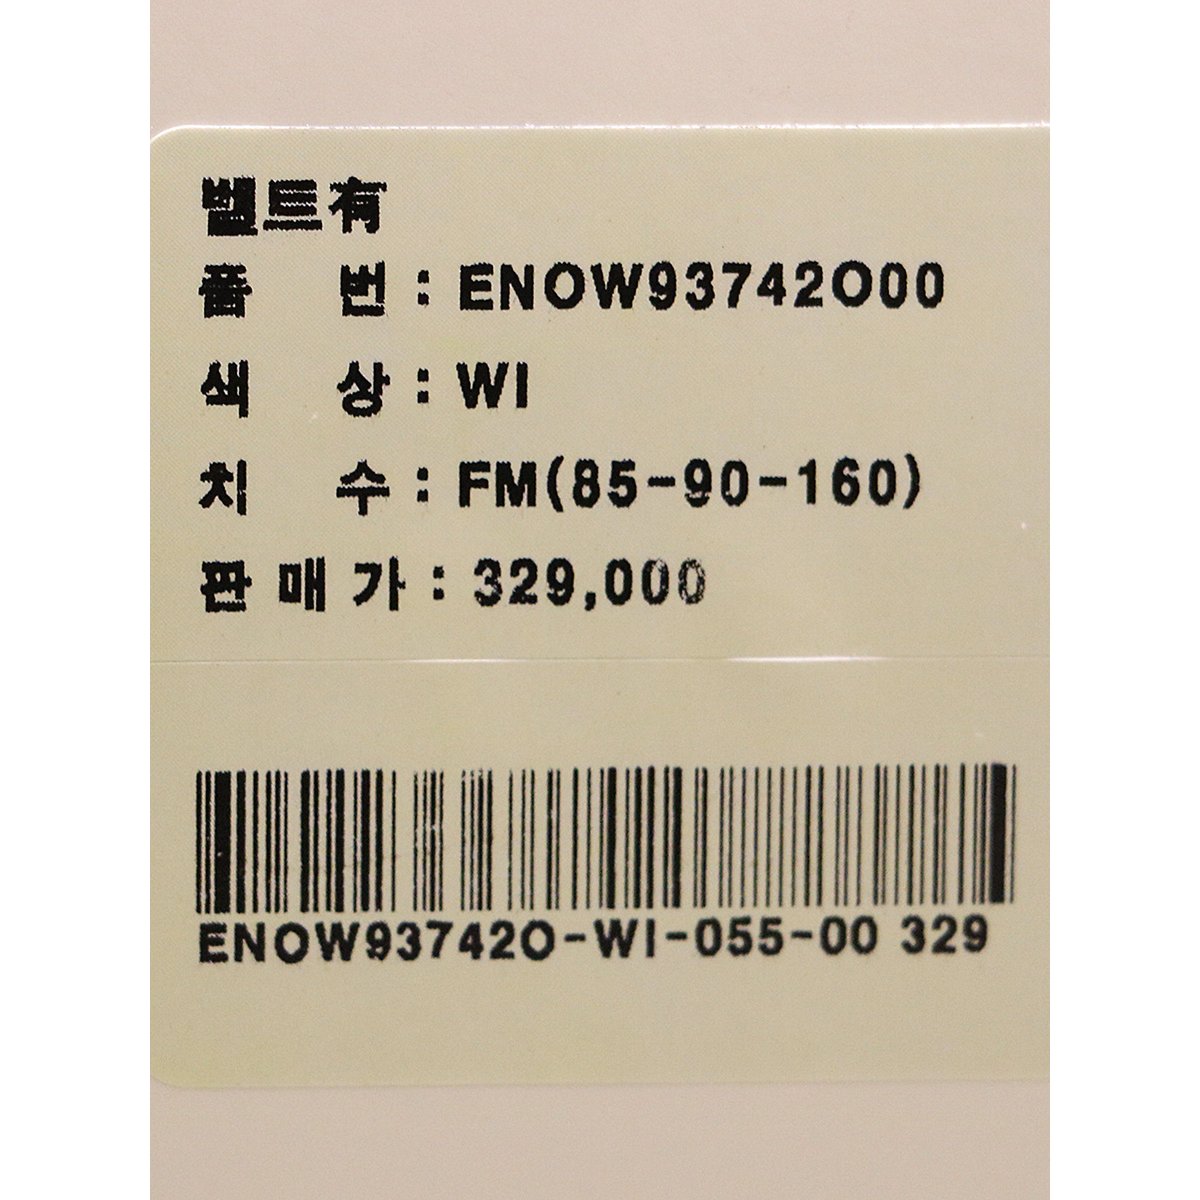 벨트有
품 번 : ENOW93742O00
색 상 : WI
치 수 : FM(85-90-160)
판 매 가 : 329,000
ENOW93742O-WI-055-00 329